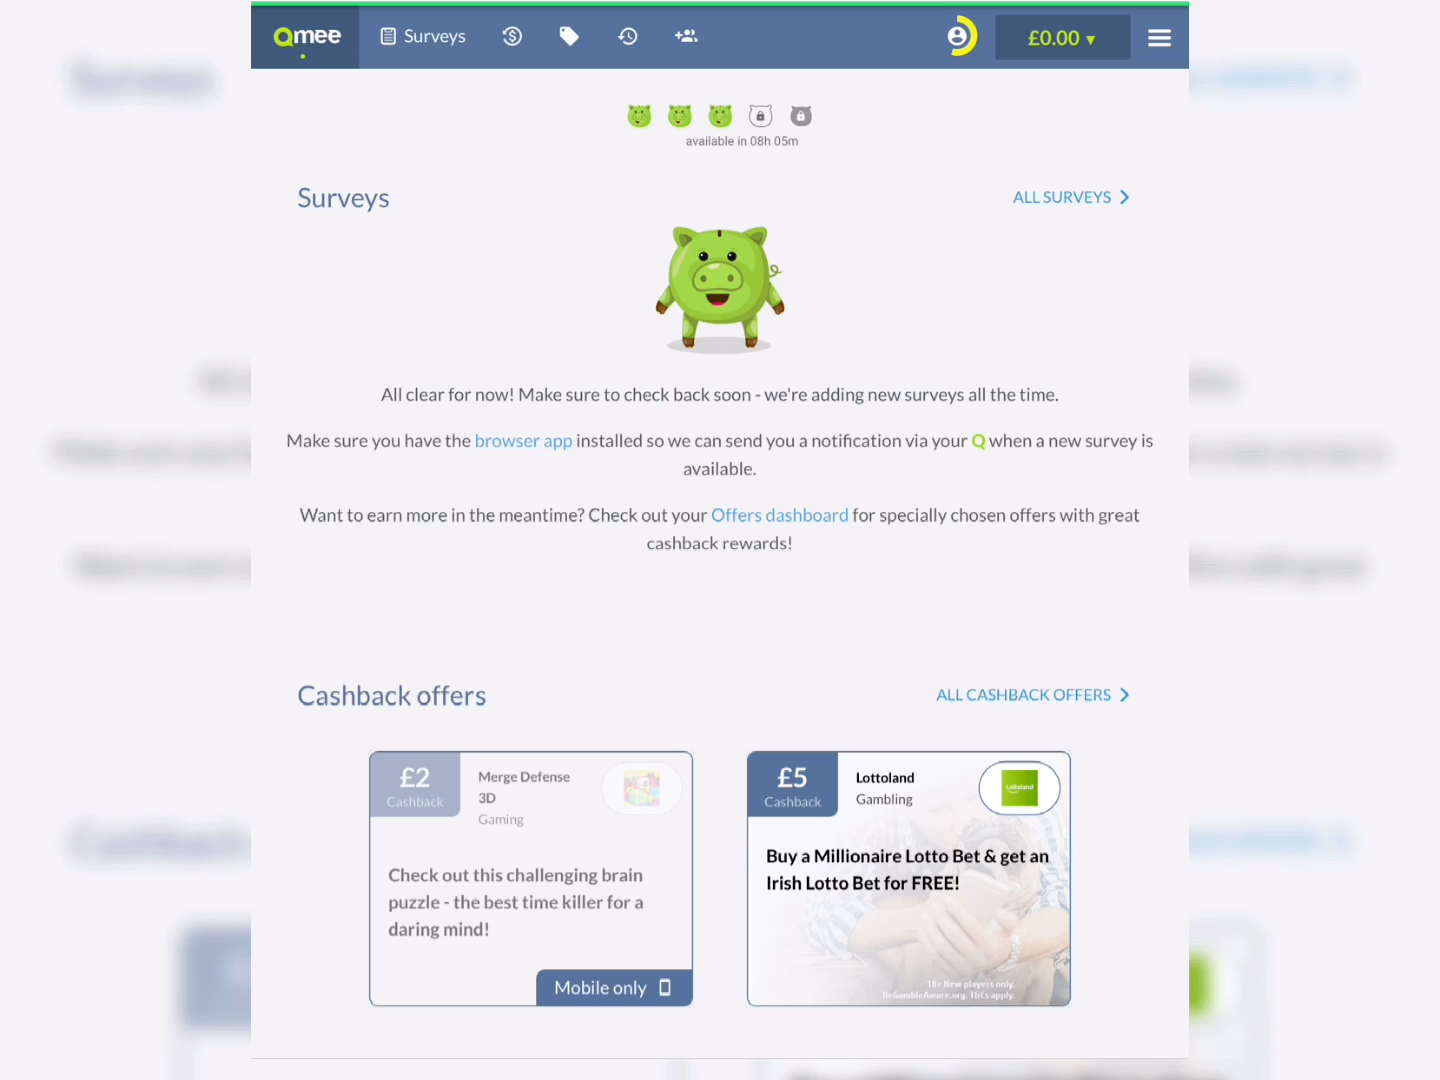 Qmee Surveys £0.00 ▼
available in 08h 05m
Surveys
ALL SURVEYS
All clear for now! Make sure to check back soon - we're adding new surveys all the time.
Make sure you have the browser app installed so we can send you a notification via your Q when a new survey is
available.
Want to earn more in the meantime? Check out your Offers dashboard for specially chosen offers with great
cashback rewards!
Cashback offers
ALL CASHBACK OFFERS
£2
Cashback
Merge Defense
3D
Gaming
Check out this challenging brain
puzzle - the best time killer for a
daring mind!
Mobile only
£5
Cashback
Lottoland
Gambling
Lottoland
Buy a Millionaire Lotto Bet & get an
Irish Lotto Bet for FREE!
18+ New players only.
BeGambleAware.org. T&Cs apply.